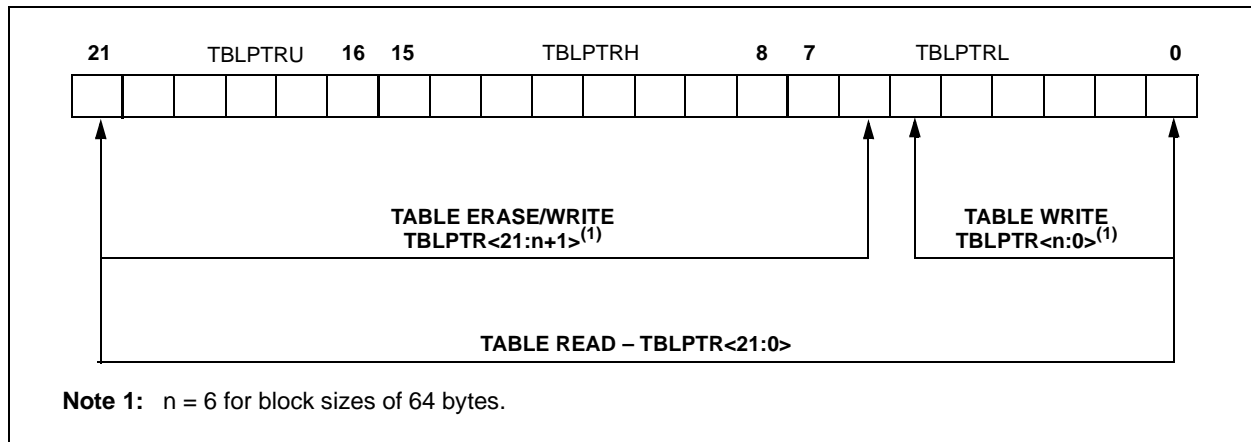 21 TBLPTRU 16 15 TBLPTRH 8 7 TBLPTRL 0
TABLE ERASE/WRITE TABLE WRITE
TBLPTR<21:n+1>(1) TBLPTR<n:0>(1)
TABLE READ – TBLPTR<21:0>
Note 1: n = 6 for block sizes of 64 bytes.